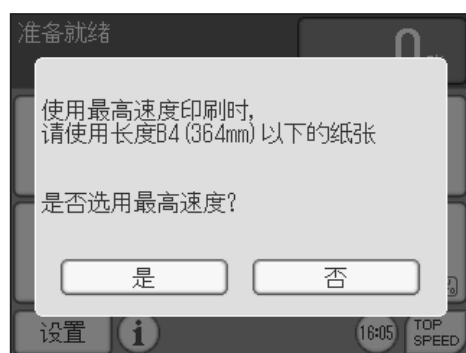 准备就绪
0
使用最高速度印刷时,
请使用长度B4(364mm)以下的纸张
是否选用最高速度?
是
否
设置
i
16:05
TOP
SPEED